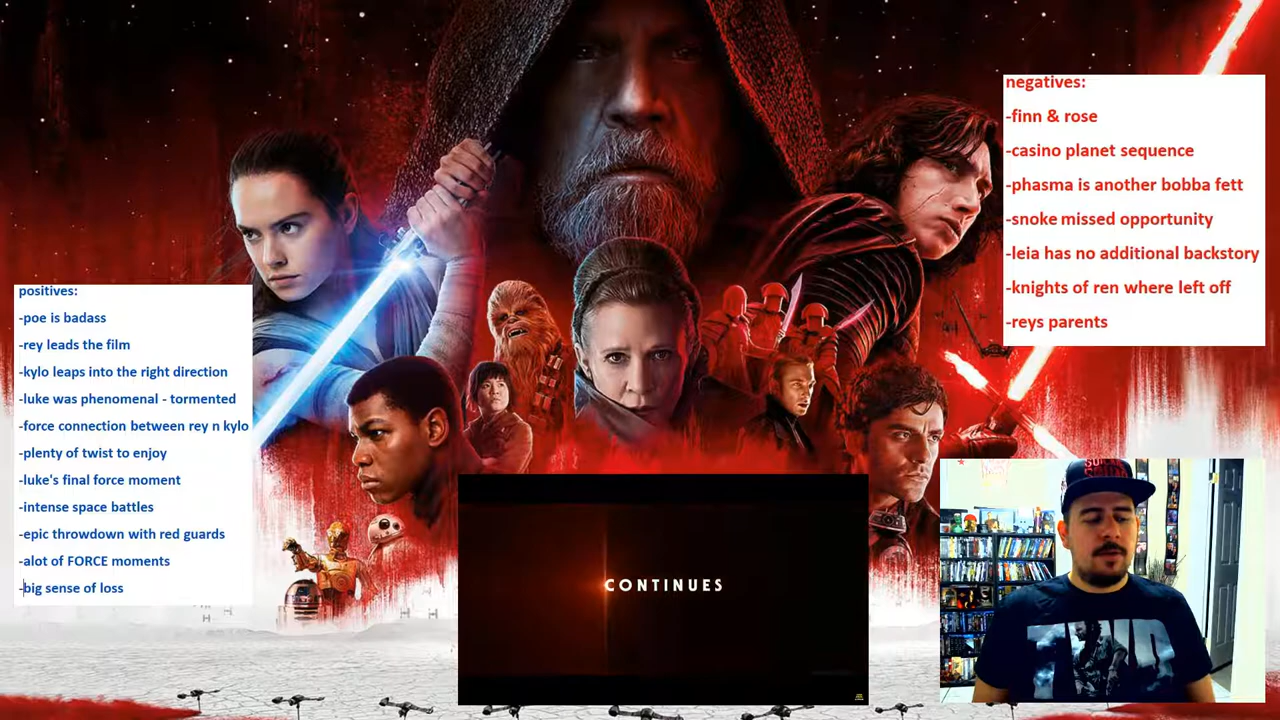 positives:
-poe is badass
-rey leads the film
-kylo leaps into the right direction
-luke was phenomenal - tormented
-force connection between rey n kylo
-plenty of twist to enjoy
-luke's final force moment
-intense space battles
-epic throwdown with red guards
-alot of FORCE moments
-big sense of loss
negatives:
-finn & rose
-casino planet sequence
-phasma is another bobba fett
-snoke missed opportunity
-leia has no additional backstory
-knights of ren where left off
-reys parents
CONTINUES
SUICIDE
SQUAD
TWD